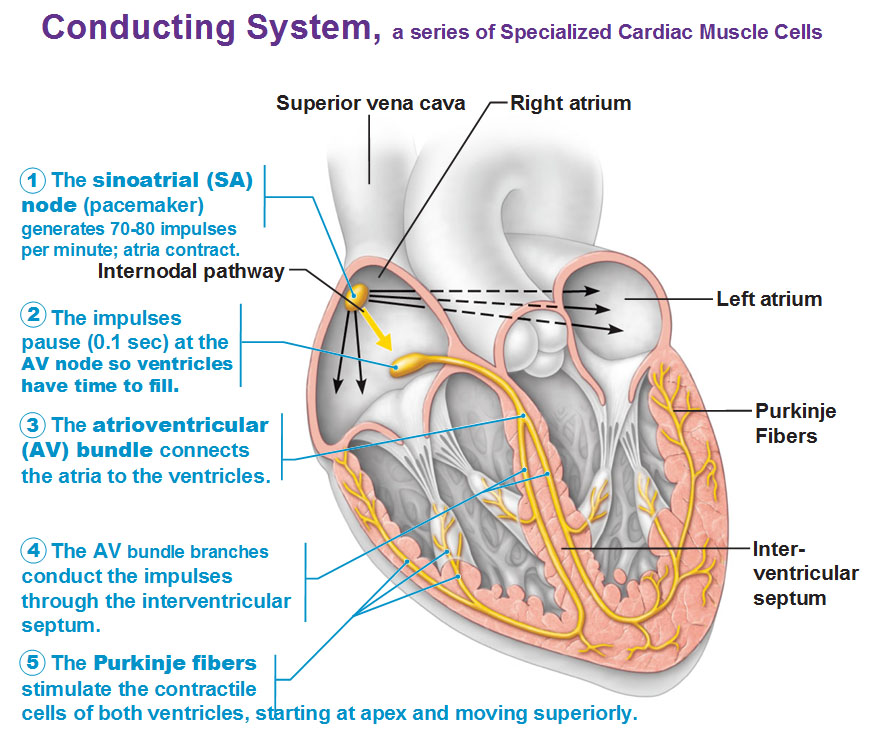 Conducting System, a series of Specialized Cardiac Muscle Cells
Superior vena cava
Right atrium
1 The sinoatrial (SA)
node (pacemaker)
generates 70-80 impulses
per minute; atria contract.
Internodal pathway
2 The impulses
pause (0.1 sec) at the
AV node so ventricles
have time to fill.
Left atrium
3 The atrioventricular
(AV) bundle connects
the atria to the ventricles.
Purkinje
Fibers
4 The AV bundle branches
conduct the impulses
through the interventricular
septum.
Inter-
ventricular
septum
5 The Purkinje fibers
stimulate the contractile
cells of both ventricles, starting at apex and moving superiorly.